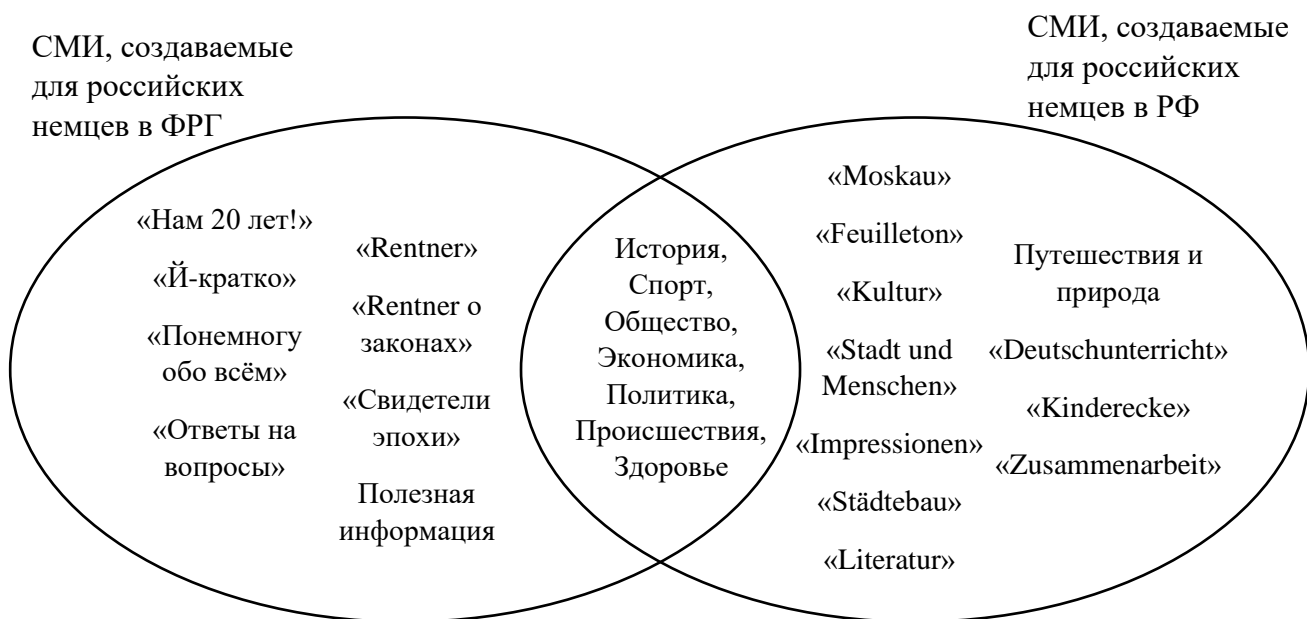 СМИ, создаваемые
для российских
немцев в ФРГ
СМИ, создаваемые
для российских
немцев в РФ
«Нам 20 лет!»
«Й-кратко»
«Понемногу
обо всём»
«Ответы на
вопросы»
«Rentner»
«Rentner о
законах»
«Свидетели
эпохи»
Полезная
информация
История,
Спорт,
Общество,
Экономика,
Политика,
Происшествия,
Здоровье
«Moskau»
«Feuilleton»
«Kultur»
«Stadt und
Menschen»
«Impressionen»
«Städtebau»
«Literatur»
Путешествия и
природа
«Deutschunterricht»
«Kinderecke»
«Zusammenarbeit»